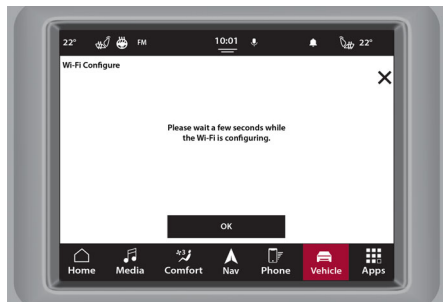 22° FM 10:01 22°
Wi-Fi Configure
Please wait a few seconds while
the Wi-Fi is configuring.
OK
Home Media Comfort Nav Phone Vehicle Apps